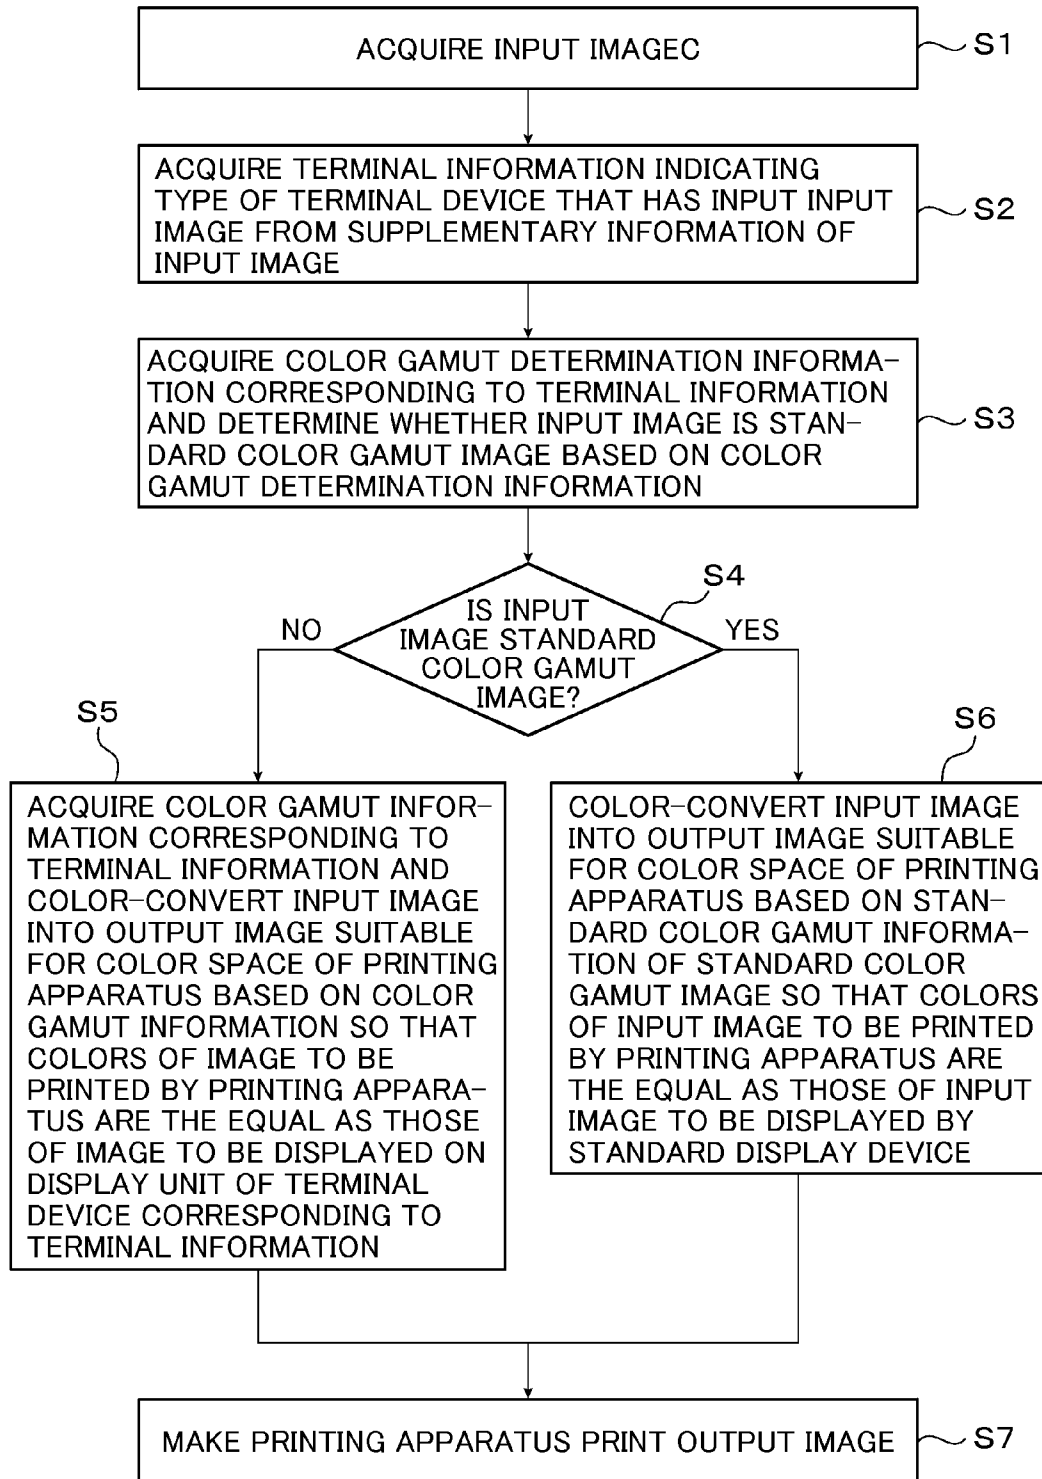 ACQUIRE INPUT IMAGEC
S1
ACQUIRE TERMINAL INFORMATION INDICATING
TYPE OF TERMINAL DEVICE THAT HAS INPUT INPUT
IMAGE FROM SUPPLEMENTARY INFORMATION OF
INPUT IMAGE
S2
ACQUIRE COLOR GAMUT DETERMINATION INFORMA-
TION CORRESPONDING TO TERMINAL INFORMATION
AND DETERMINE WHETHER INPUT IMAGE IS STAN-
DARD COLOR GAMUT IMAGE BASED ON COLOR
GAMUT DETERMINATION INFORMATION
S3
S4
IS INPUT
IMAGE STANDARD
COLOR GAMUT
IMAGE?
NO
YES
S5
ACQUIRE COLOR GAMUT INFOR-
MATION CORRESPONDING TO
TERMINAL INFORMATION AND
COLOR-CONVERT INPUT IMAGE
INTO OUTPUT IMAGE SUITABLE
FOR COLOR SPACE OF PRINTING
APPARATUS BASED ON COLOR
GAMUT INFORMATION SO THAT
COLORS OF IMAGE TO BE
PRINTED BY PRINTING APPARA-
TUS ARE THE EQUAL AS THOSE
OF IMAGE TO BE DISPLAYED ON
DISPLAY UNIT OF TERMINAL
DEVICE CORRESPONDING TO
TERMINAL INFORMATION
S6
COLOR-CONVERT INPUT IMAGE
INTO OUTPUT IMAGE SUITABLE
FOR COLOR SPACE OF PRINTING
APPARATUS BASED ON STAN-
DARD COLOR GAMUT INFORMA-
TION OF STANDARD COLOR
GAMUT IMAGE SO THAT COLORS
OF INPUT IMAGE TO BE PRINTED
BY PRINTING APPARATUS ARE
THE EQUAL AS THOSE OF INPUT
IMAGE TO BE DISPLAYED BY
STANDARD DISPLAY DEVICE
MAKE PRINTING APPARATUS PRINT OUTPUT IMAGE
S7